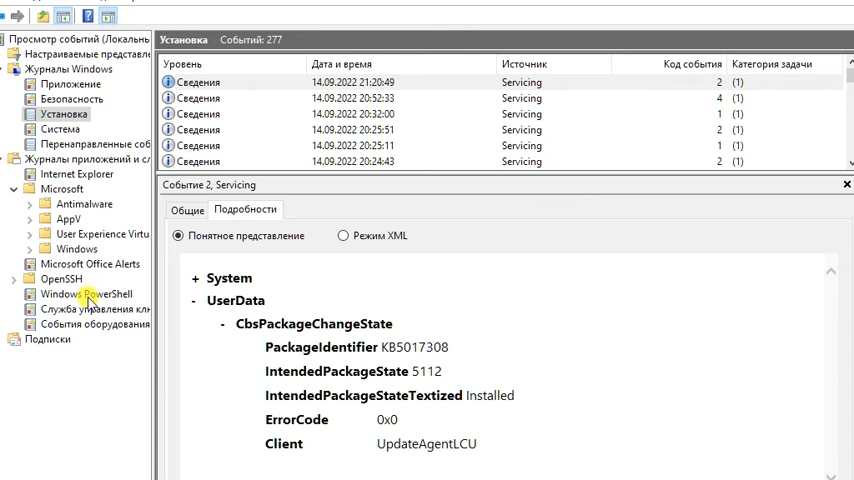 Просмотр событий (Локальнь
Настраиваемые представле
Журналы Windows
Приложение
Безопасность
Установка
Система
Перенаправленные соб
Журналы приложений и сл
Internet Explorer
Microsoft
Antimalware
AppV
User Experience Virtu
Windows
Microsoft Office Alerts
OpenSSH
Windows PowerShell
Служба управления клю
События оборудования
Подписки
Установка Событий: 277
Уровень Дата и время Источник Код события Категория задачи
Сведения 14.09.2022 21:20:49 Servicing 2 (1)
Сведения 14.09.2022 20:52:33 Servicing 4 (1)
Сведения 14.09.2022 20:32:00 Servicing 1 (1)
Сведения 14.09.2022 20:25:51 Servicing 2 (1)
Сведения 14.09.2022 20:25:11 Servicing 1 (1)
Сведения 14.09.2022 20:24:43 Servicing 2 (1)
Событие 2, Servicing
Общие Подробности
Понятное представление Режим XML
+ System
- UserData
- CbsPackageChangeState
PackageIdentifier KB5017308
IntendedPackageState 5112
IntendedPackageStateTextized Installed
ErrorCode 0x0
Client UpdateAgentLCU